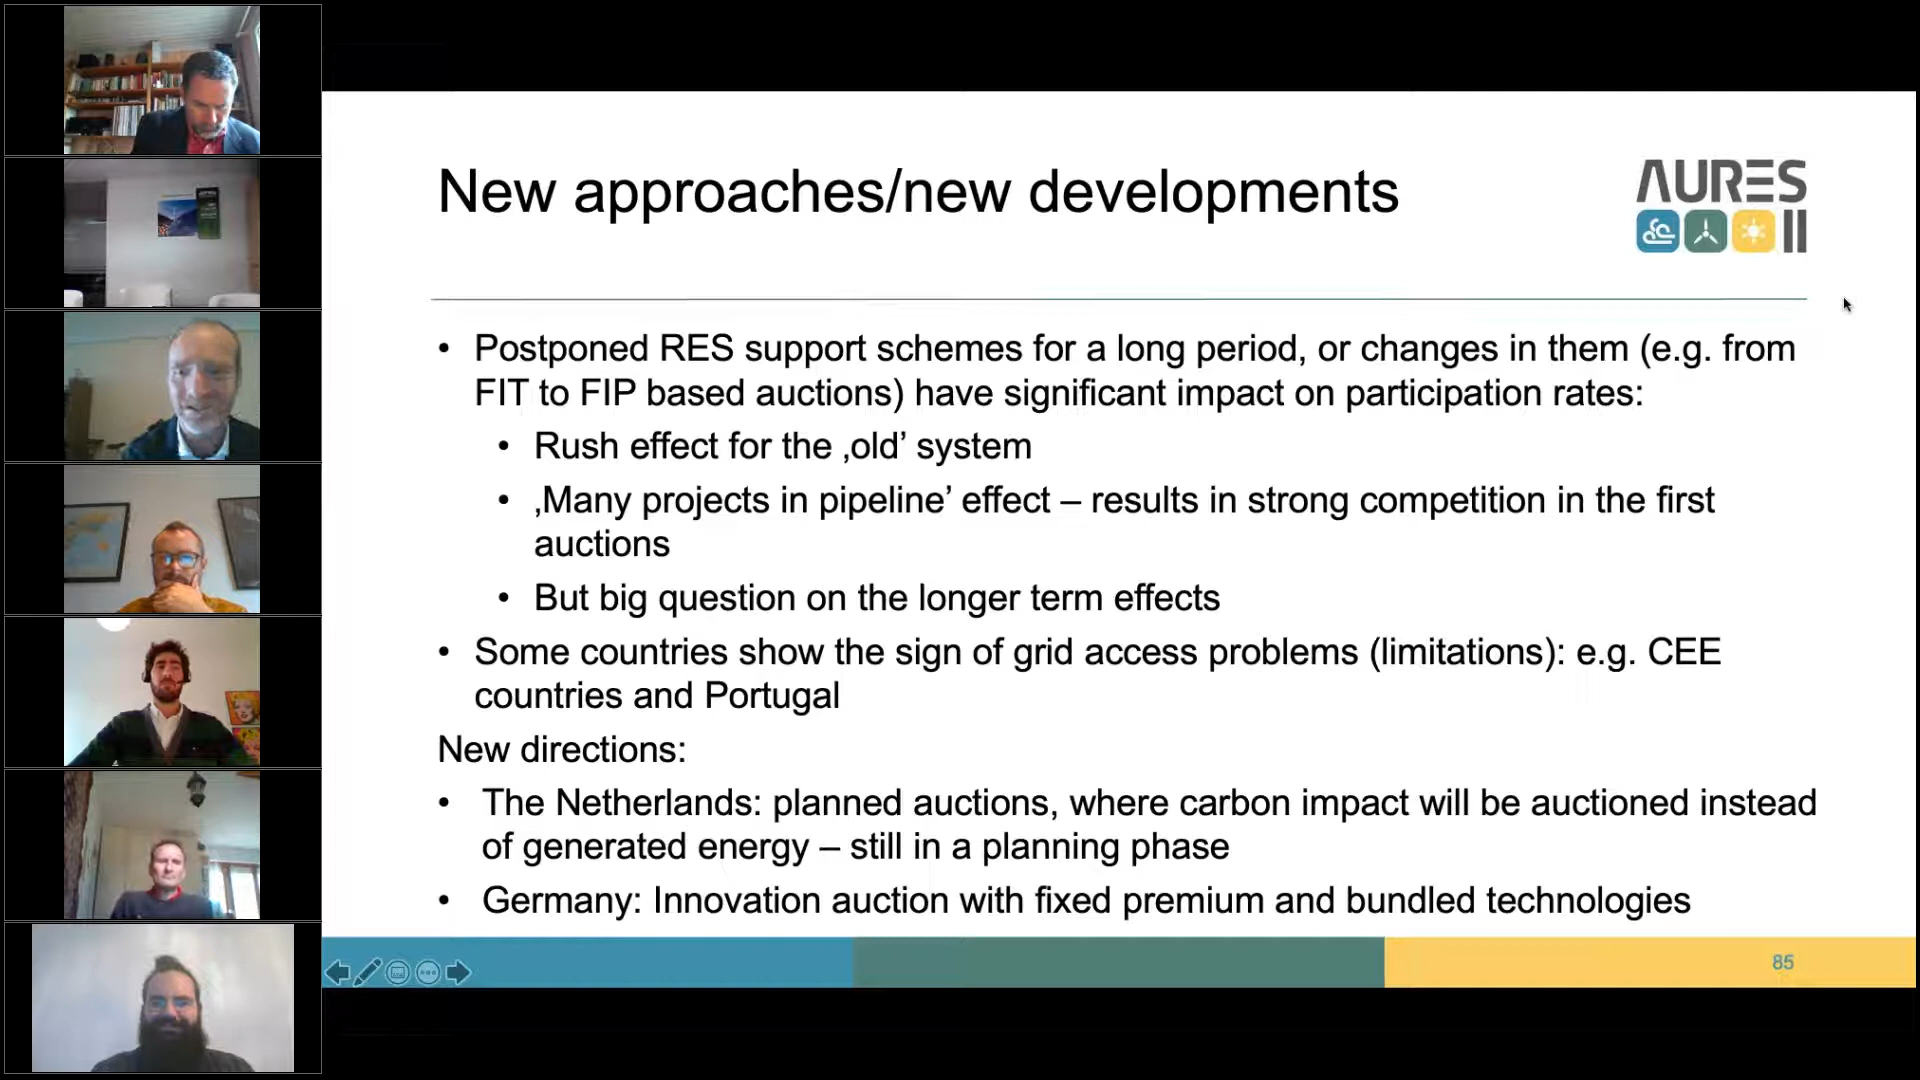 New approaches/new developments
AURES
II
• Postponed RES support schemes for a long period, or changes in them (e.g. from
FIT to FIP based auctions) have significant impact on participation rates:
• Rush effect for the ‚old’ system
• ‚Many projects in pipeline’ effect – results in strong competition in the first
auctions
• But big question on the longer term effects
• Some countries show the sign of grid access problems (limitations): e.g. CEE
countries and Portugal
New directions:
• The Netherlands: planned auctions, where carbon impact will be auctioned instead
of generated energy – still in a planning phase
• Germany: Innovation auction with fixed premium and bundled technologies
85